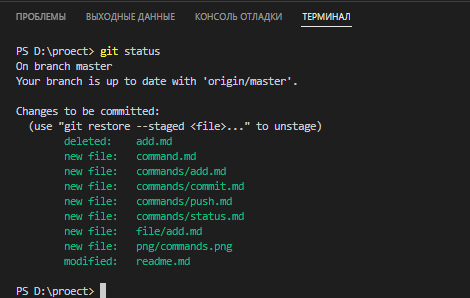 ПРОБЛЕМЫ ВЫХОДНЫЕ ДАННЫЕ КОНСОЛЬ ОТЛАДКИ ТЕРМИНАЛ
PS D:\proect> git status
On branch master
Your branch is up to date with 'origin/master'.
Changes to be committed:
(use "git restore --staged <file>..." to unstage)
deleted: add.md
new file: command.md
new file: commands/add.md
new file: commands/commit.md
new file: commands/push.md
new file: commands/status.md
new file: file/add.md
new file: png/commands.png
modified: readme.md
PS D:\proect>